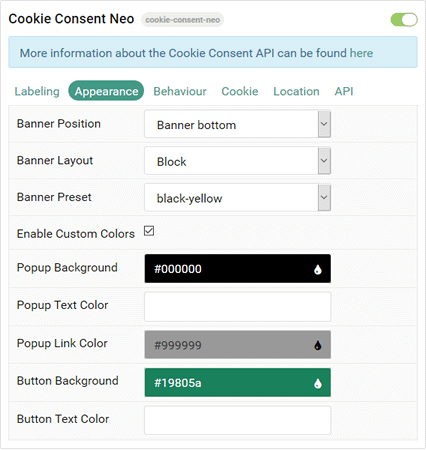 Cookie Consent Neo cookie-consent-neo
More information about the Cookie Consent API can be found here
Labeling Appearance Behaviour Cookie Location API
Banner Position Banner bottom
Banner Layout Block
Banner Preset black-yellow
Enable Custom Colors
Popup Background #000000
Popup Text Color
Popup Link Color #999999
Button Background #19805a
Button Text Color